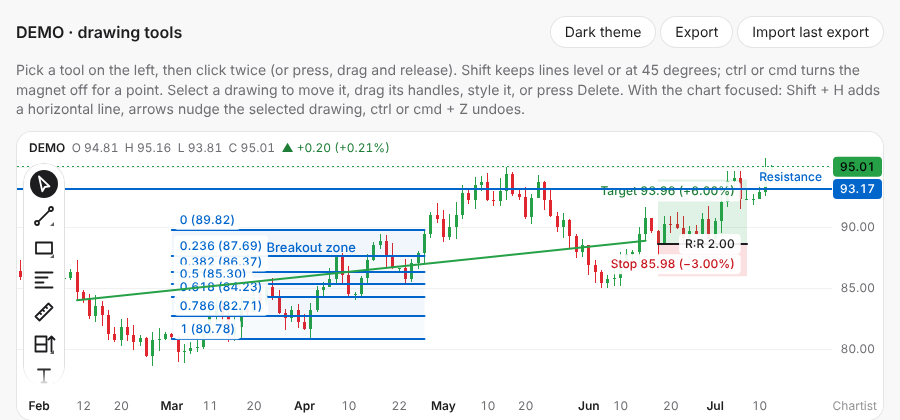 DEMO · drawing tools
Dark theme
Export
Import last export
Pick a tool on the left, then click twice (or press, drag and release). Shift keeps lines level or at 45 degrees; ctrl or cmd turns the
magnet off for a point. Select a drawing to move it, drag its handles, style it, or press Delete. With the chart focused: Shift + H adds
a horizontal line, arrows nudge the selected drawing, ctrl or cmd + Z undoes.
DEMO O 94.81 H 95.16 L 93.81 C 95.01 ▲ +0.20 (+0.21%)
95.01
Resistance
93.17
Target 93.96 (+6.00%)
0 (89.82)
90.00
0.236 (87.69)
Breakout zone
R:R 2.00
0.382 (86.37)
Stop 85.98 (−3.00%)
0.5 (85.30)
85.00
0.618 (84.23)
0.786 (82.71)
1 (80.78)
80.00
Feb 12 20 Mar 11 20 Apr 10 22 May 10 20 Jun 10 20 Jul 10
Chartist